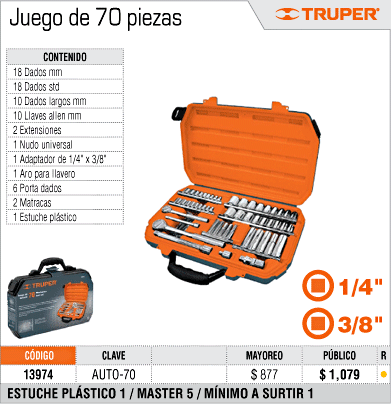 Juego de 70 piezas
TRUPER®
CONTENIDO
18 Dados mm
18 Dados std
10 Dados largos mm
10 Llaves allen mm
2 Extensiones
1 Nudo universal
1 Adaptador de 1/4" x 3/8"
1 Aro para llavero
6 Porta dados
2 Matracas
1 Estuche plástico
TRUPER
70
1/4"
3/8"
CÓDIGO CLAVE MAYOREO PÚBLICO R
13974 AUTO-70 $ 877 $ 1,079
ESTUCHE PLÁSTICO 1 / MASTER 5 / MÍNIMO A SURTIR 1